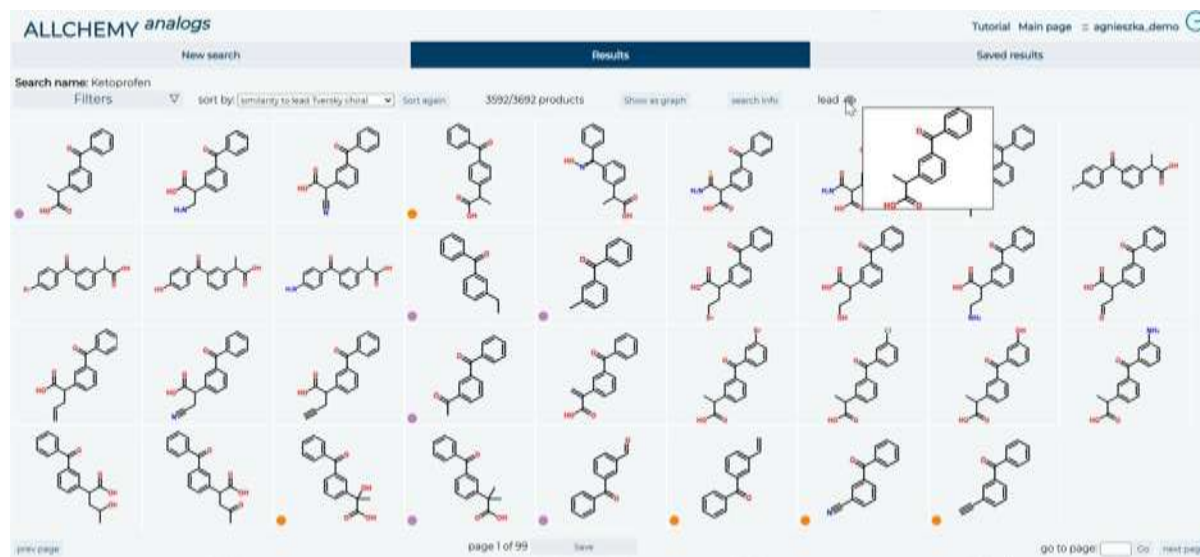 ALLCHEMY analogs
Tutorial Main page agnieszka_demo
New search Results Saved results
Search name: Ketoprofen
Filters sort by: similarity to lead Tversky chiral Sort again 3592/3692 products Show as graph search info lead
prev page page 1 of 99 Save go to page: Go next page